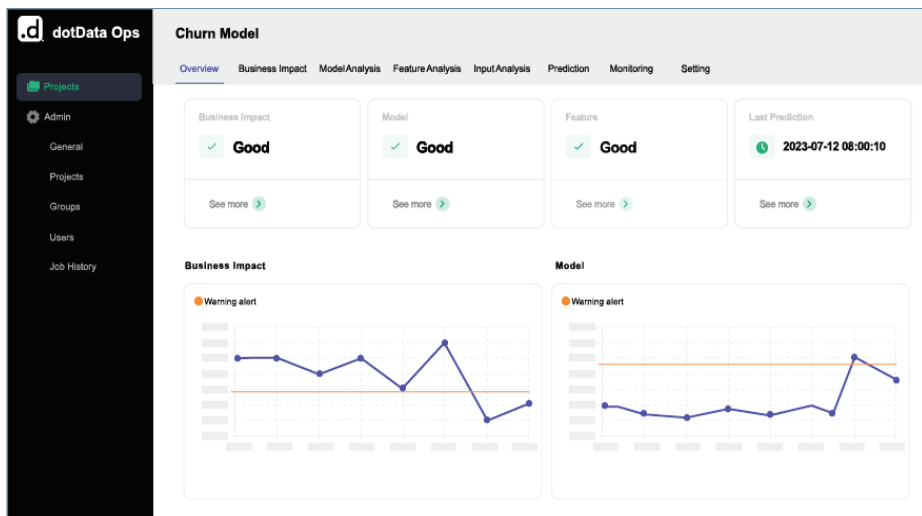 .d dotData Ops
Projects
Admin
General
Projects
Groups
Users
Job History
Churn Model
Overview Business Impact Model Analysis Feature Analysis Input Analysis Prediction Monitoring Setting
Business Impact
Good
See more
Model
Good
See more
Feature
Good
See more
Last Prediction
2023-07-12 08:00:10
See more
Business Impact
Warning alert
Model
Warning alert